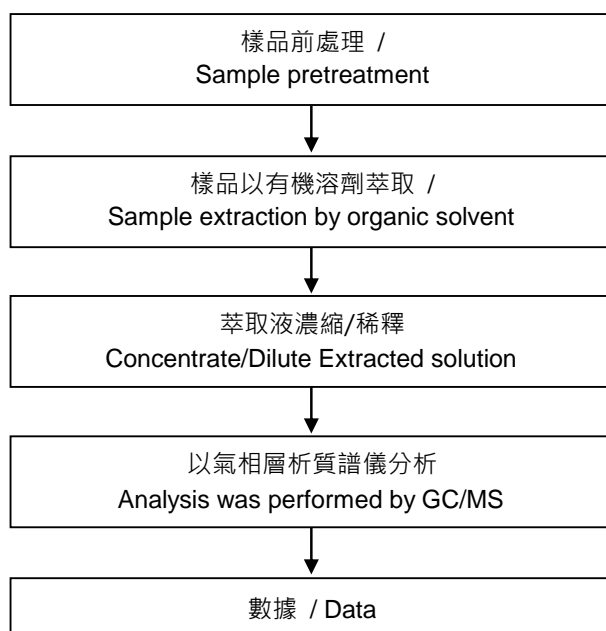 樣品前處理 /
Sample pretreatment
樣品以有機溶劑萃取 /
Sample extraction by organic solvent
萃取液濃縮/稀釋
Concentrate/Dilute Extracted solution
以氣相層析質譜儀分析
Analysis was performed by GC/MS
數據 / Data